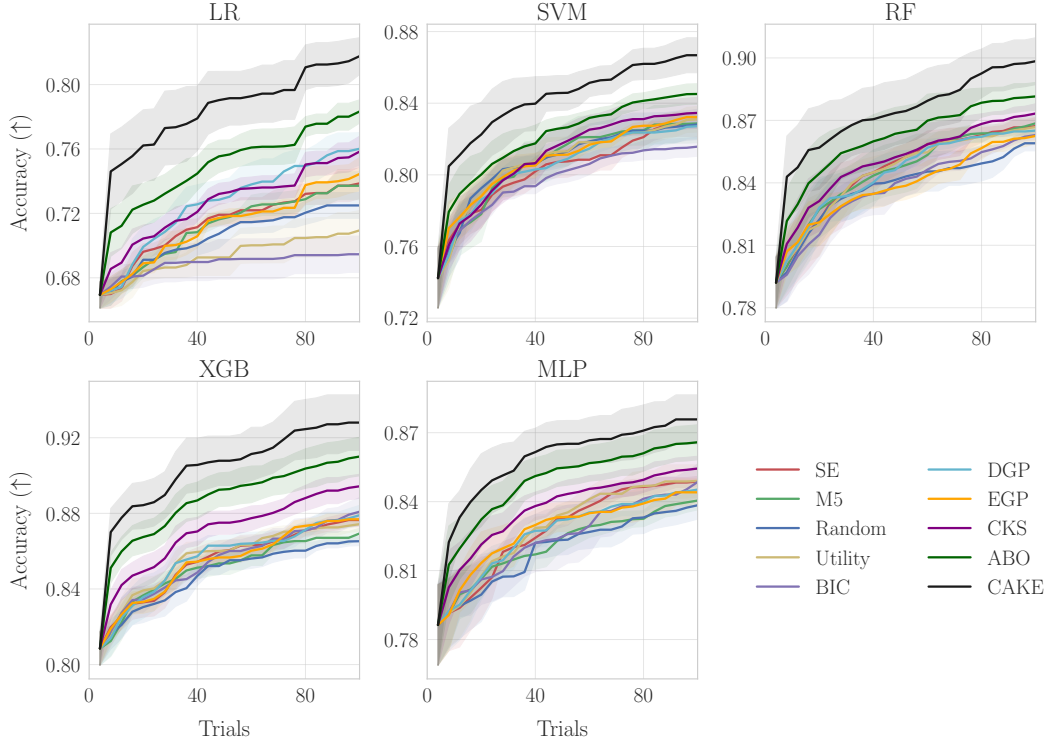 LR
SVM
RF
Accuracy (↑)
0.80
0.76
0.72
0.68
0
40
80
0.88
0.84
0.80
0.76
0.72
0
40
80
0.90
0.87
0.84
0.81
0.78
0
40
80
XGB
MLP
Accuracy (↑)
0.92
0.88
0.84
0.80
0
40
80
Trials
0.87
0.84
0.81
0.78
0
40
80
Trials
SE
M5
Random
Utility
BIC
DGP
EGP
CKS
ABO
CAKE